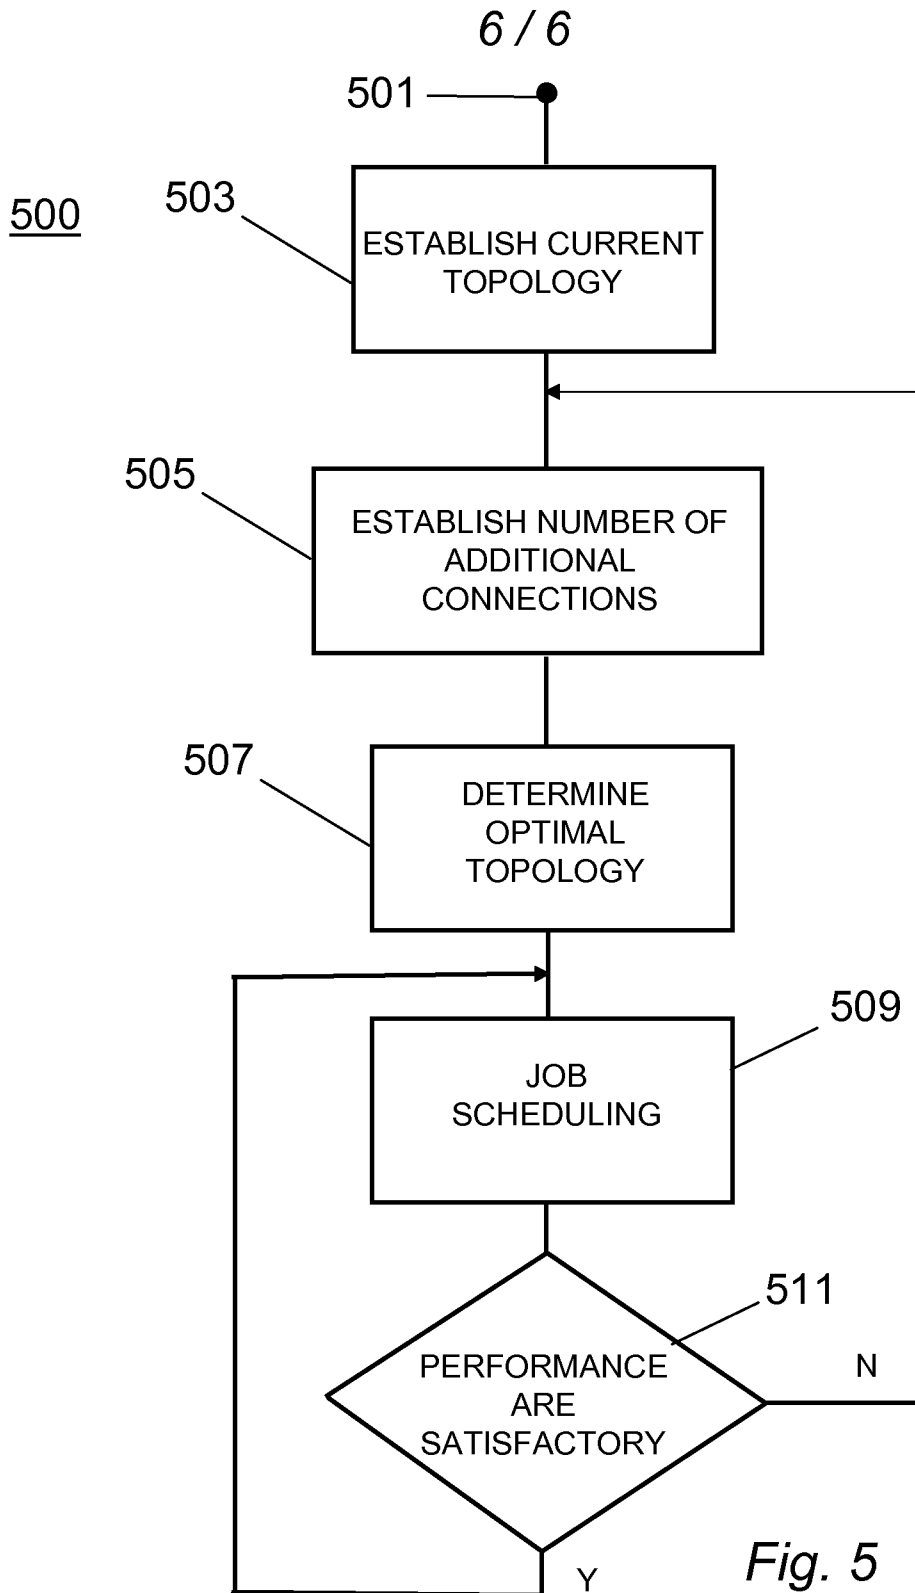 6 / 6
501
503
500
ESTABLISH CURRENT
TOPOLOGY
505
ESTABLISH NUMBER OF
ADDITIONAL
CONNECTIONS
507
DETERMINE
OPTIMAL
TOPOLOGY
509
JOB
SCHEDULING
511
PERFORMANCE
ARE
SATISFACTORY
N
Y
Fig. 5